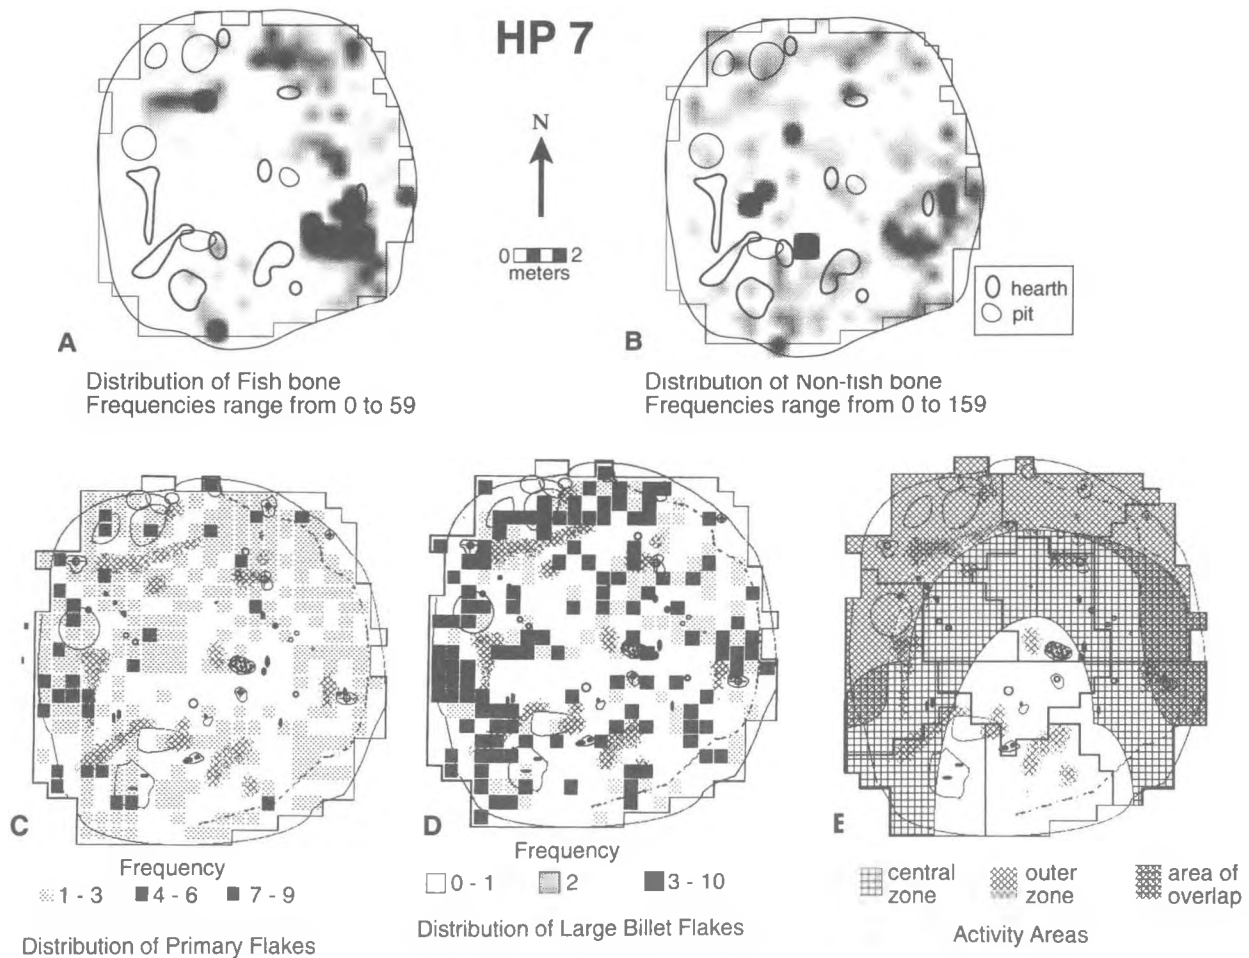 HP 7
N
0 2
meters
hearth
pit
A
Distribution of Fish bone
Frequencies range from 0 to 59
B
Distribution of Non-fish bone
Frequencies range from 0 to 159
C
Frequency
1 - 3 4 - 6 7 - 9
Distribution of Primary Flakes
D
Frequency
0 - 1 2 3 - 10
Distribution of Large Billet Flakes
E
central
zone
outer
zone
area of
overlap
Activity Areas